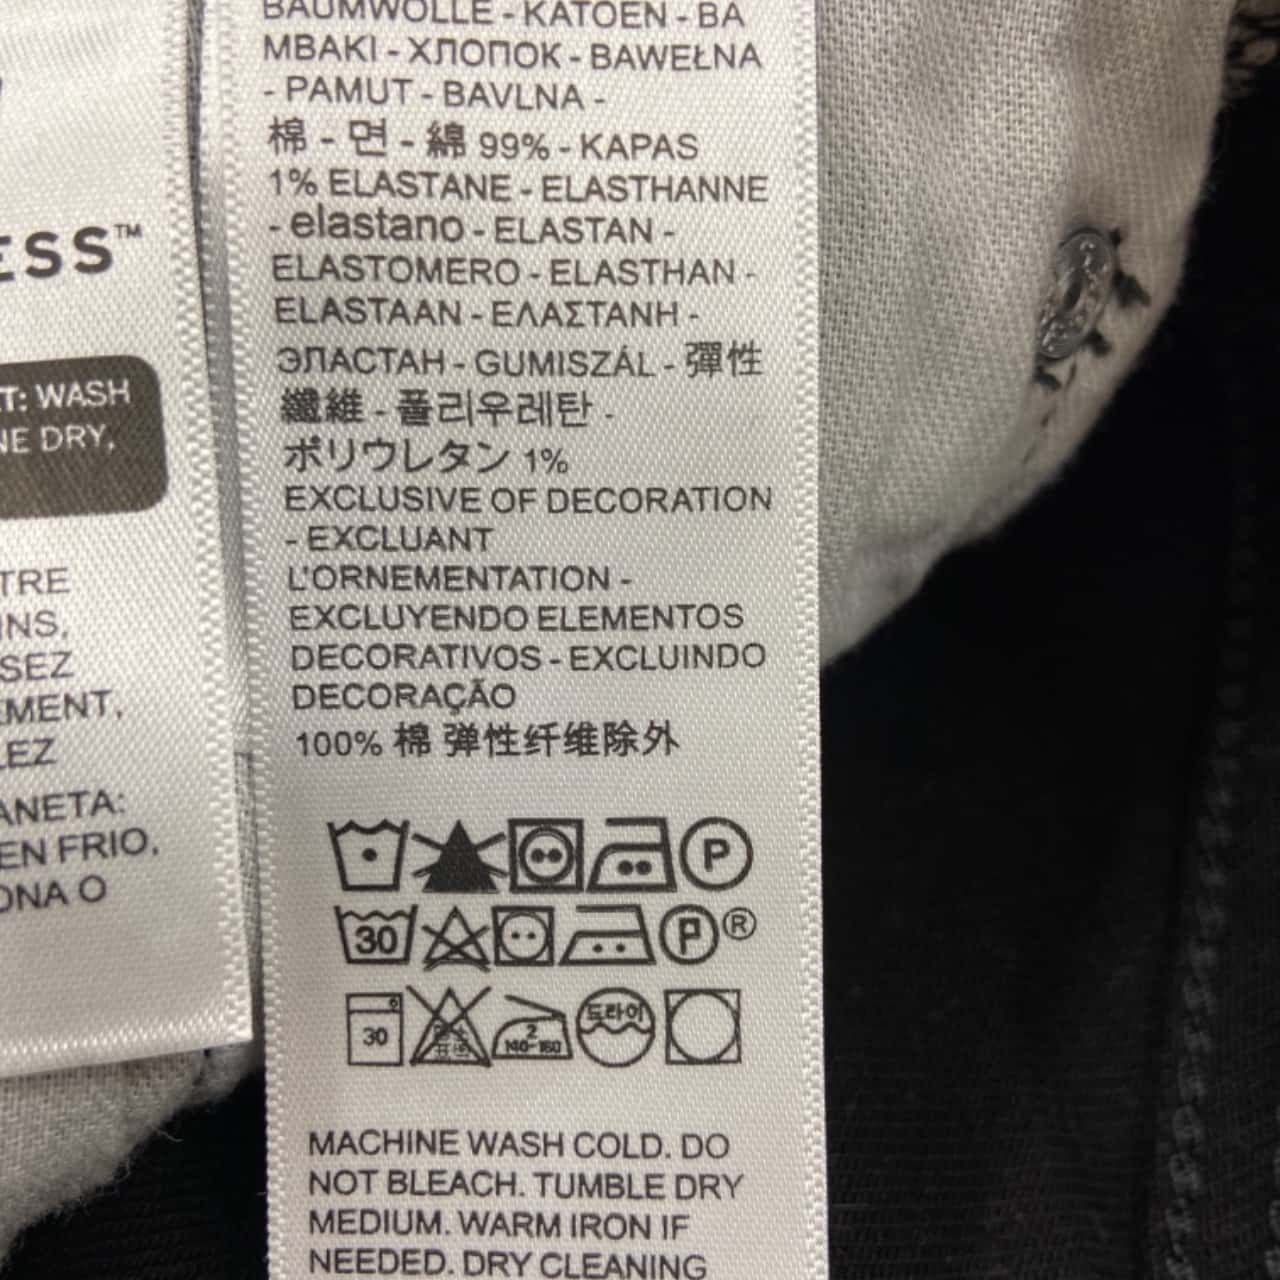 ESS™
T: WASH
NE DRY,
TRE
INS,
SEZ
EMENT,
LEZ
ANETA:
EN FRIO,
ONA O
BAUMWOLLE - KATOEN - BA
MBAKI - ХЛОПОК - BAWEŁNA
- PAMUT - BAVLNA -
棉 - 면 - 綿 99% - KAPAS
1% ELASTANE - ELASTHANNE
- elastano - ELASTAN -
ELASTOMERO - ELASTHAN -
ELASTAAN - ΕΛΑΣΤΑΝΗ -
ЭЛАСТАН - GUMISZÁL - 彈性
纖維 - 폴리우레탄 -
ポリウレタン 1%
EXCLUSIVE OF DECORATION
- EXCLUANT
L'ORNEMENTATION -
EXCLUYENDO ELEMENTOS
DECORATIVOS - EXCLUINDO
DECORAÇÃO
100% 棉 弹性纤维除外
P
30 P ®
30 2 140-160 드라이
MACHINE WASH COLD. DO
NOT BLEACH. TUMBLE DRY
MEDIUM. WARM IRON IF
NEEDED. DRY CLEANING